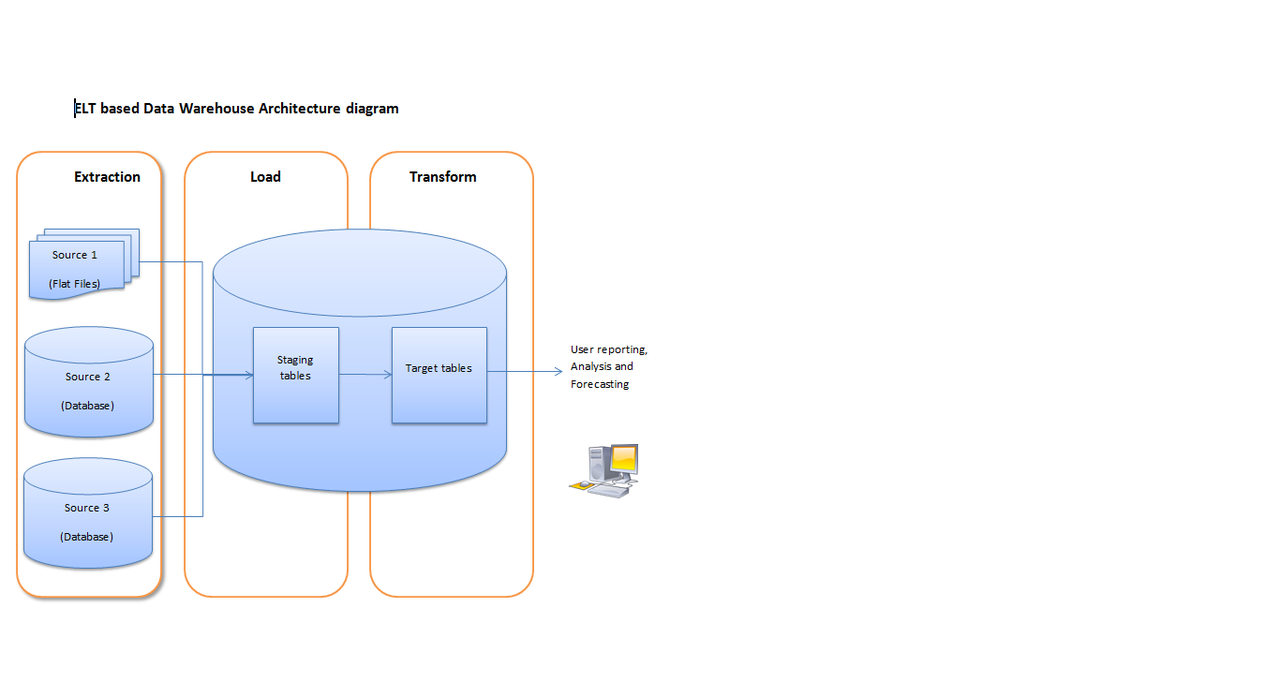 ELT based Data Warehouse Architecture diagram
Extraction
Load
Transform
Source 1
(Flat Files)
Source 2
(Database)
Source 3
(Database)
Staging
tables
Target tables
User reporting,
Analysis and
Forecasting